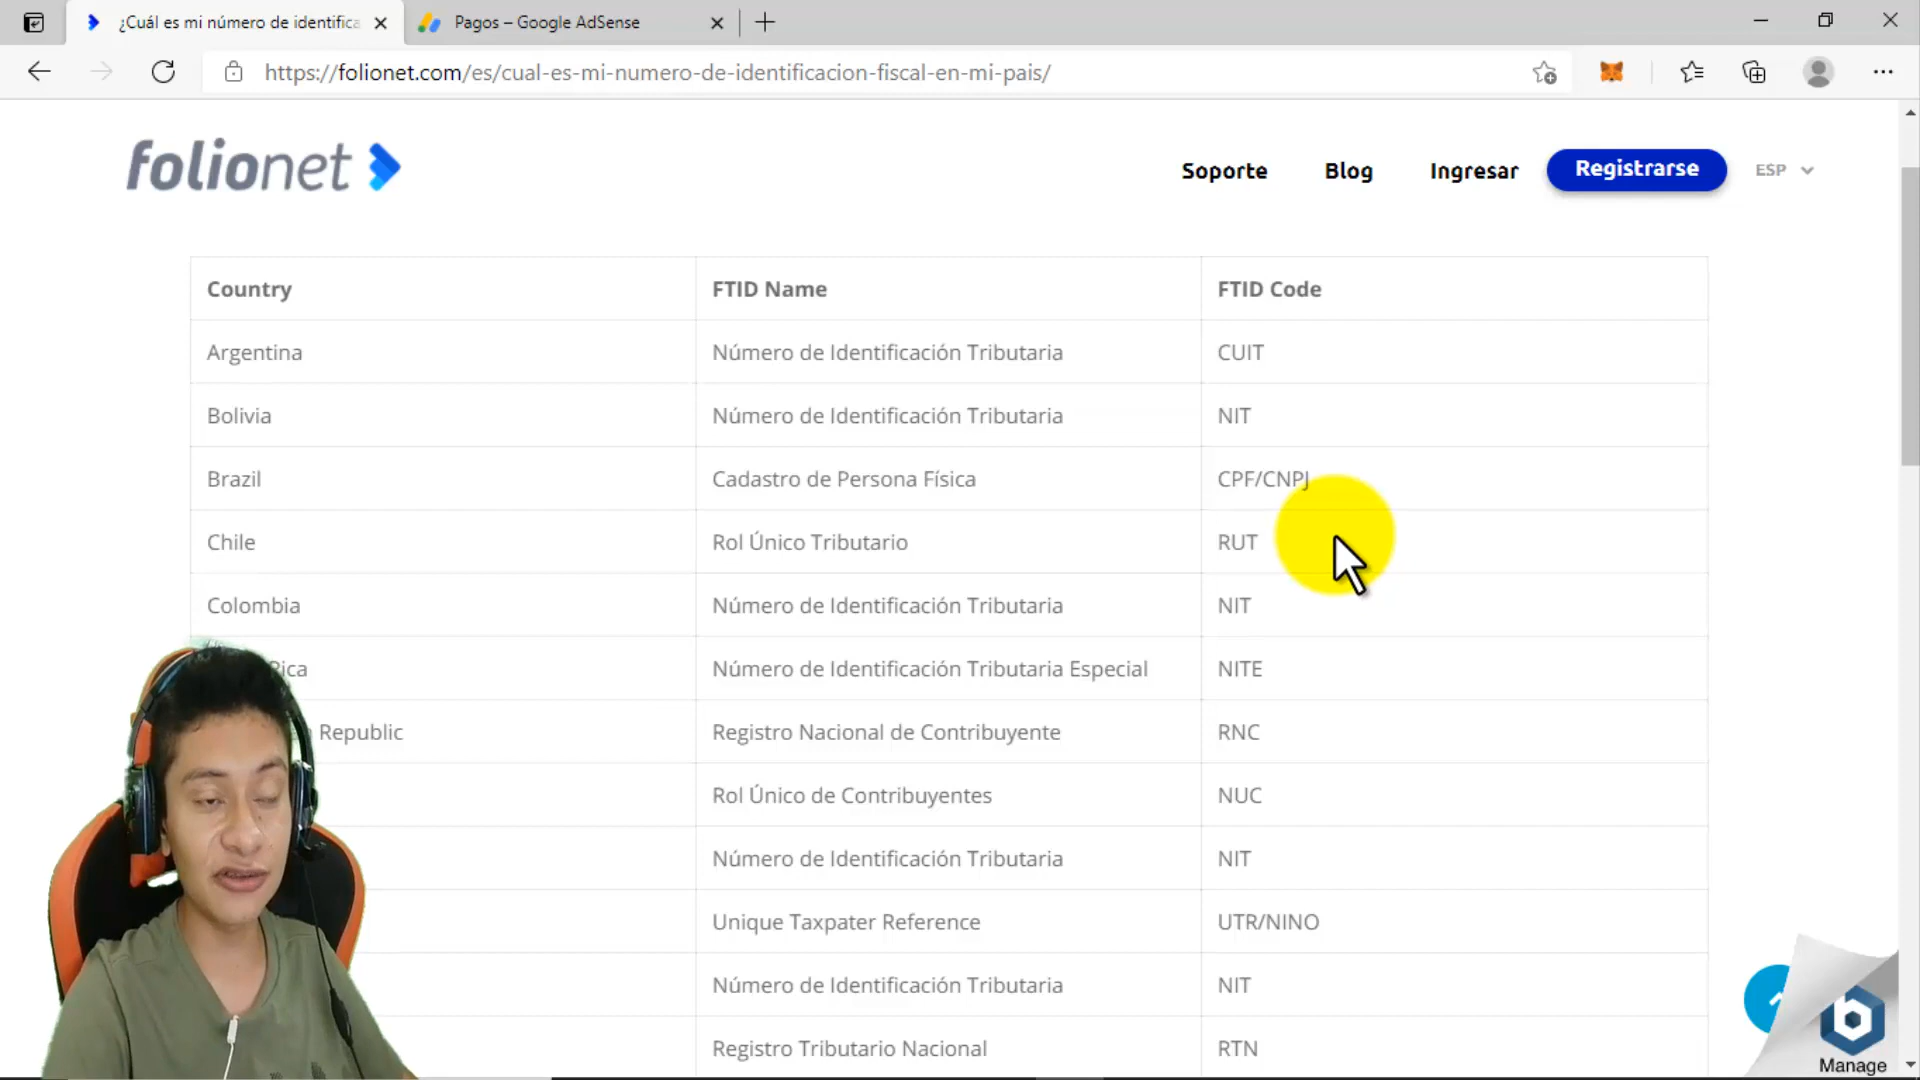 ¿Cuál es mi número de identifica
Pagos – Google AdSense
https://folionet.com/es/cual-es-mi-numero-de-identificacion-fiscal-en-mi-pais/
folionet
Soporte Blog Ingresar Registrarse ESP
Country FTID Name FTID Code
Argentina Número de Identificación Tributaria CUIT
Bolivia Número de Identificación Tributaria NIT
Brazil Cadastro de Persona Física CPF/CNPJ
Chile Rol Único Tributario RUT
Colombia Número de Identificación Tributaria NIT
Rica Número de Identificación Tributaria Especial NITE
Republic Registro Nacional de Contribuyente RNC
Rol Único de Contribuyentes NUC
Número de Identificación Tributaria NIT
Unique Taxpater Reference UTR/NINO
Número de Identificación Tributaria NIT
Registro Tributario Nacional RTN
Manage